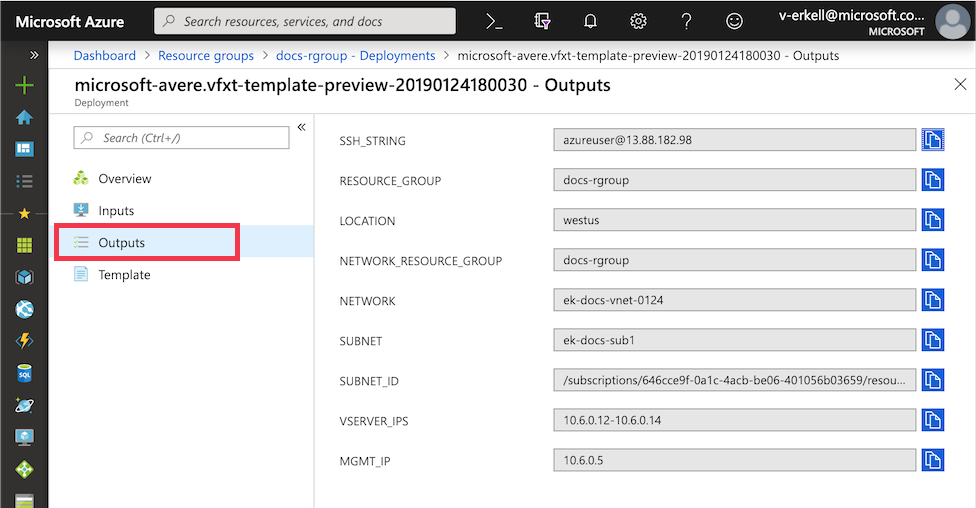 Microsoft Azure
Search resources, services, and docs
v-erkell@microsoft.co...
MICROSOFT
Dashboard > Resource groups > docs-rgroup - Deployments > microsoft-avere.vfxt-template-preview-20190124180030 - Outputs
microsoft-avere.vfxt-template-preview-20190124180030 - Outputs
Deployment
Search (Ctrl+/)
Overview
Inputs
Outputs
Template
SSH_STRING azureuser@13.88.182.98
RESOURCE_GROUP docs-rgroup
LOCATION westus
NETWORK_RESOURCE_GROUP docs-rgroup
NETWORK ek-docs-vnet-0124
SUBNET ek-docs-sub1
SUBNET_ID /subscriptions/646cce9f-0a1c-4acb-be06-401056b03659/resou...
VSERVER_IPS 10.6.0.12-10.6.0.14
MGMT_IP 10.6.0.5
SQL